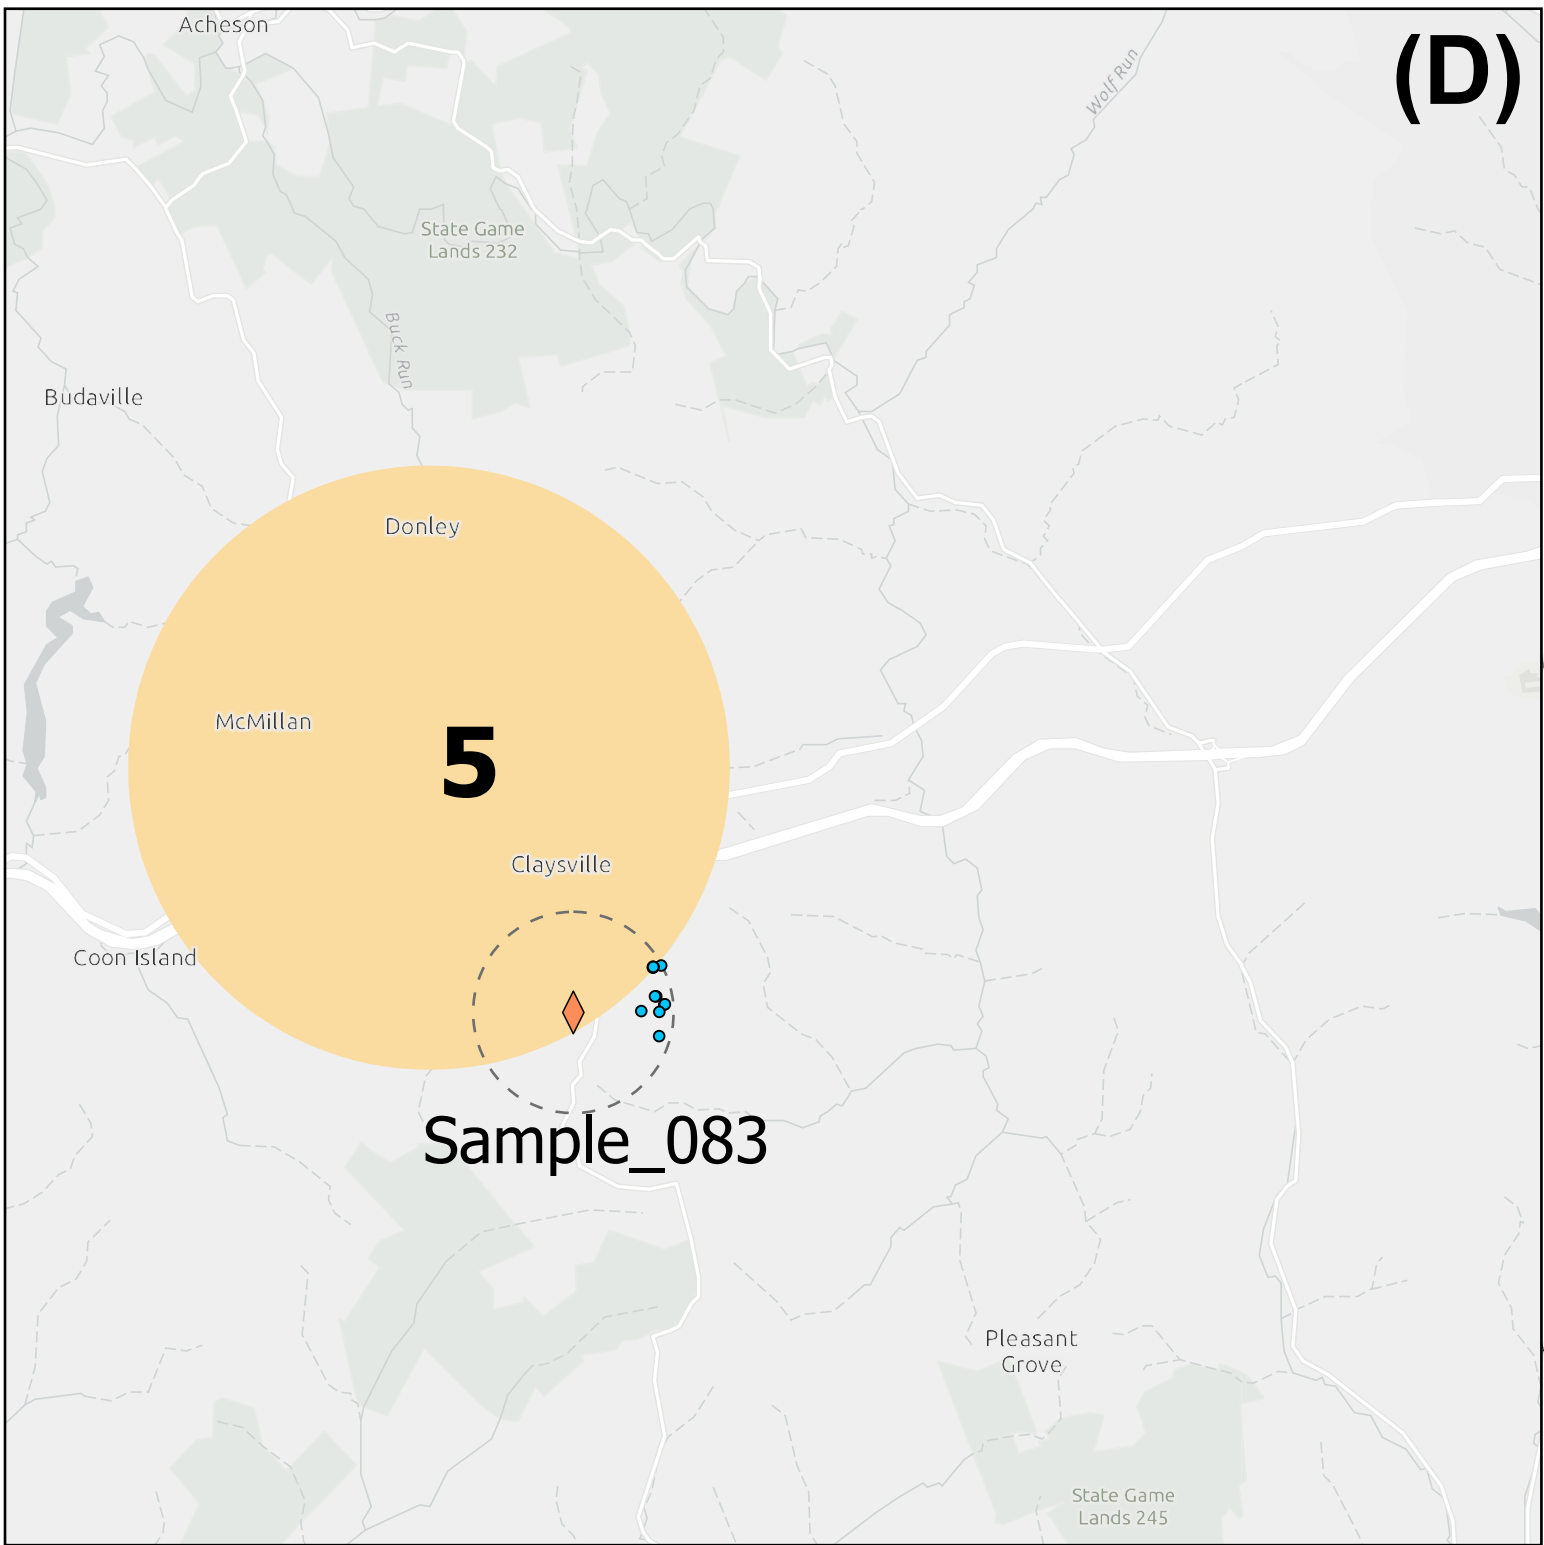 Acheson
(D)
Wolf Run
State Game
Lands 232
Buck Run
Budaville
Donley
McMillan
5
Claysville
Coon Island
Sample_083
Pleasant
Grove
State Game
Lands 245